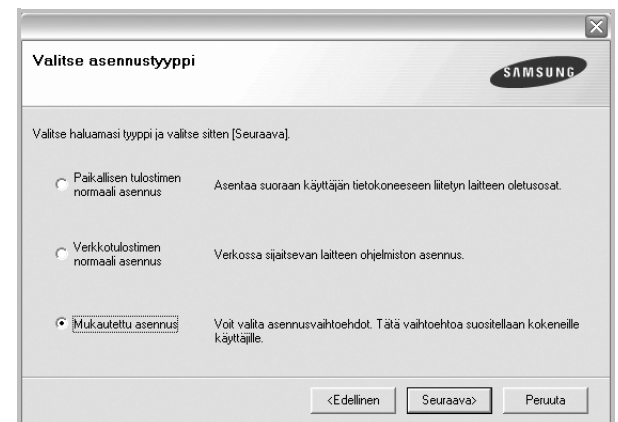 Valitse asennustyyppi
SAMSUNG
Valitse haluamasi tyyppi ja valitse sitten [Seuraava].
Paikallisen tulostimen
normaali asennus
Asentaa suoraan käyttäjän tietokoneeseen liitetyn laitteen oletusosat.
Verkkotulostimen
normaali asennus
Verkossa sijaitsevan laitteen ohjelmiston asennus.
Mukautettu asennus
Voit valita asennusvaihtoehdot. Tätä vaihtoehtoa suositellaan kokeneille
käyttäjille.
<Edellinen
Seuraava>
Peruuta